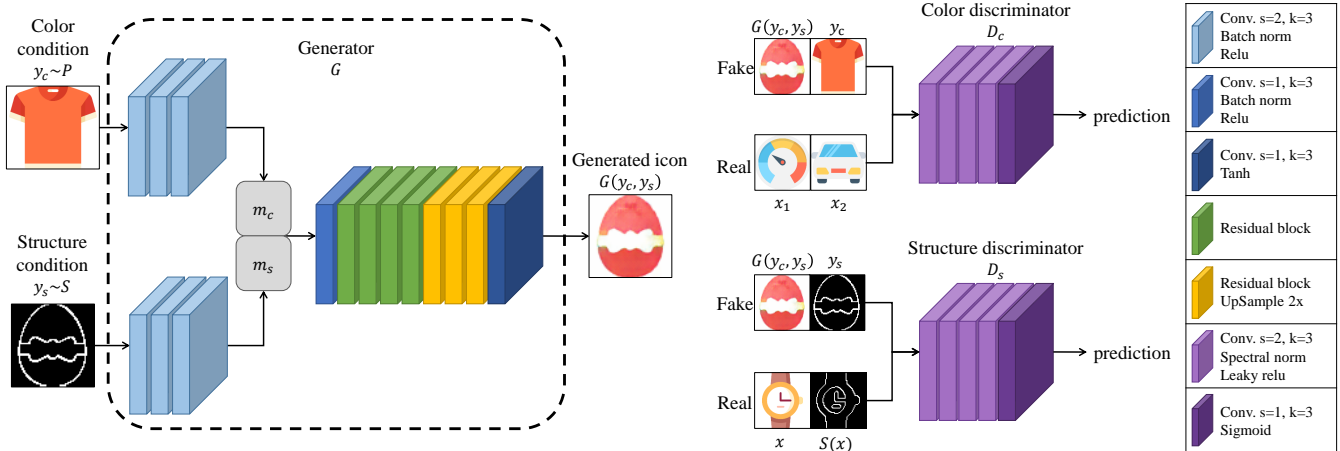 Color
condition
y_c~P
Generator
G
m_c
m_s
Structure
condition
y_s~S
Generated icon
G(y_c, y_s)
Color discriminator
D_c
G(y_c, y_s) y_c
Fake
Real
x_1 x_2
prediction
Structure discriminator
D_s
G(y_c, y_s) y_s
Fake
Real
x S(x)
prediction
Conv. s=2, k=3
Batch norm
Relu
Conv. s=1, k=3
Batch norm
Relu
Conv. s=1, k=3
Tanh
Residual block
Residual block
UpSample 2x
Conv. s=2, k=3
Spectral norm
Leaky relu
Conv. s=1, k=3
Sigmoid